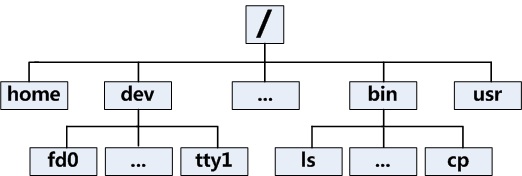 /
home dev ... bin usr
fd0 ... tty1 ls ... cp